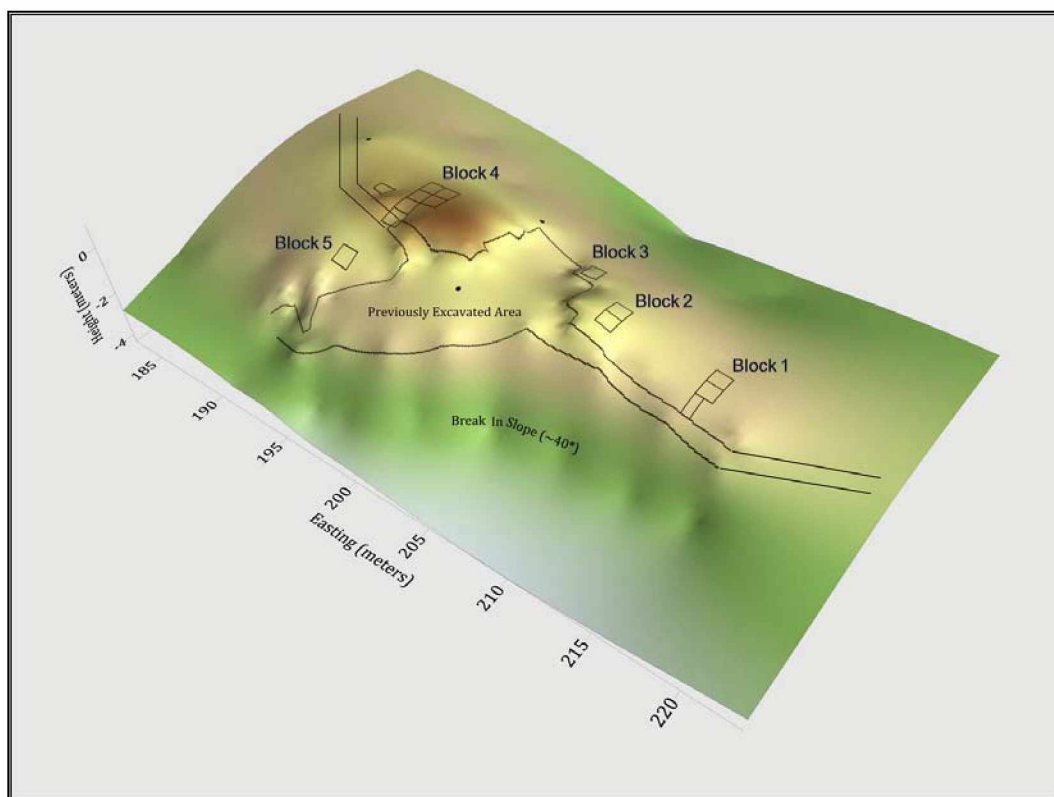 Block 4
Block 5
Block 3
Block 2
Previously Excavated Area
Block 1
Break In Slope (~40°)
Height (meters)
0
-2
-4
185
190
195
200
205
210
215
220
Easting (meters)